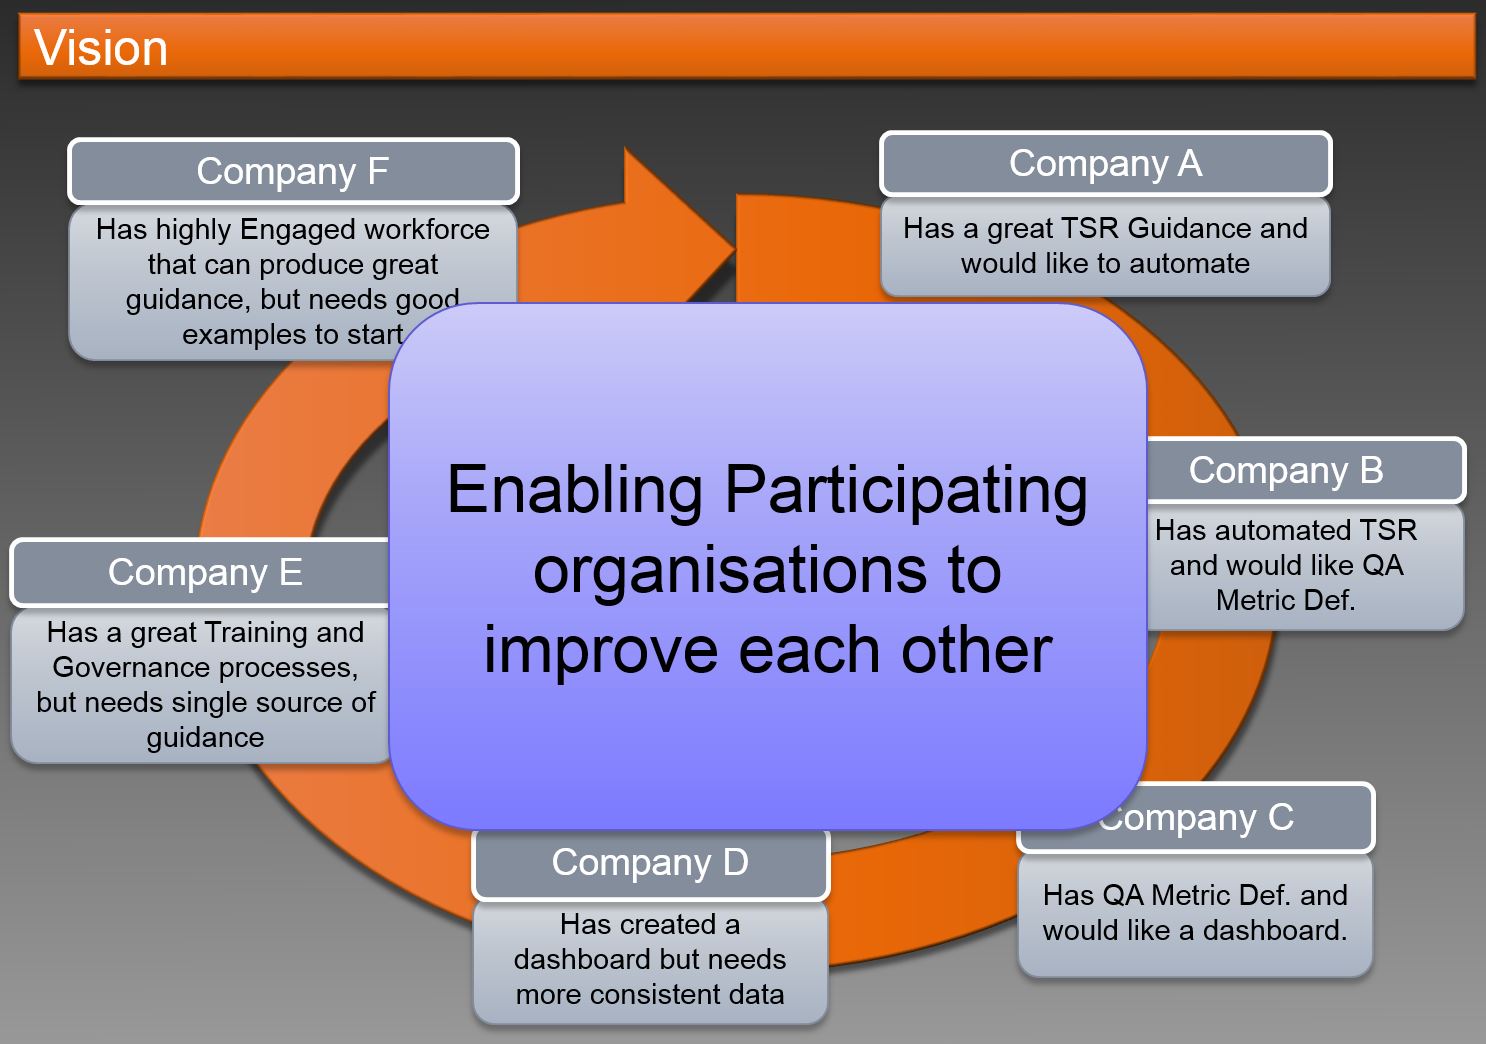 Vision
Company F
Has highly Engaged workforce
that can produce great
guidance, but needs good
examples to start
Company A
Has a great TSR Guidance and
would like to automate
Company B
Has automated TSR
and would like QA
Metric Def.
Company C
Has QA Metric Def. and
would like a dashboard.
Company D
Has created a
dashboard but needs
more consistent data
Company E
Has a great Training and
Governance processes,
but needs single source of
guidance
Enabling Participating
organisations to
improve each other